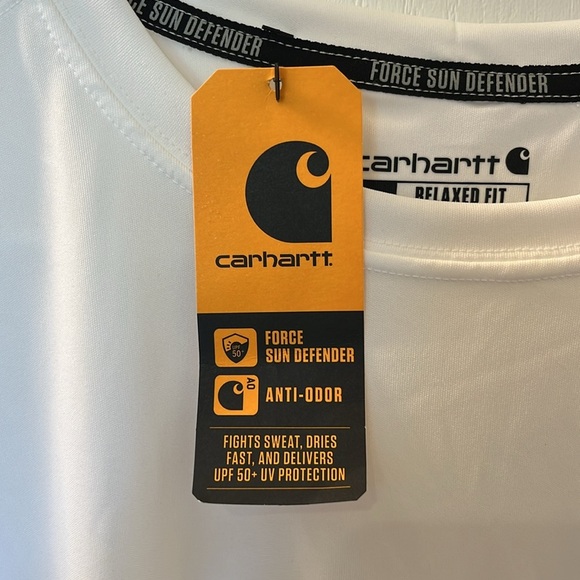 FORCE SUN DEFENDER
SUN DEFENDER
carhartt
RELAXED FIT
carhartt
UPF
50+
FORCE
SUN DEFENDER
AO
ANTI-ODOR
FIGHTS SWEAT, DRIES
FAST, AND DELIVERS
UPF 50+ UV PROTECTION